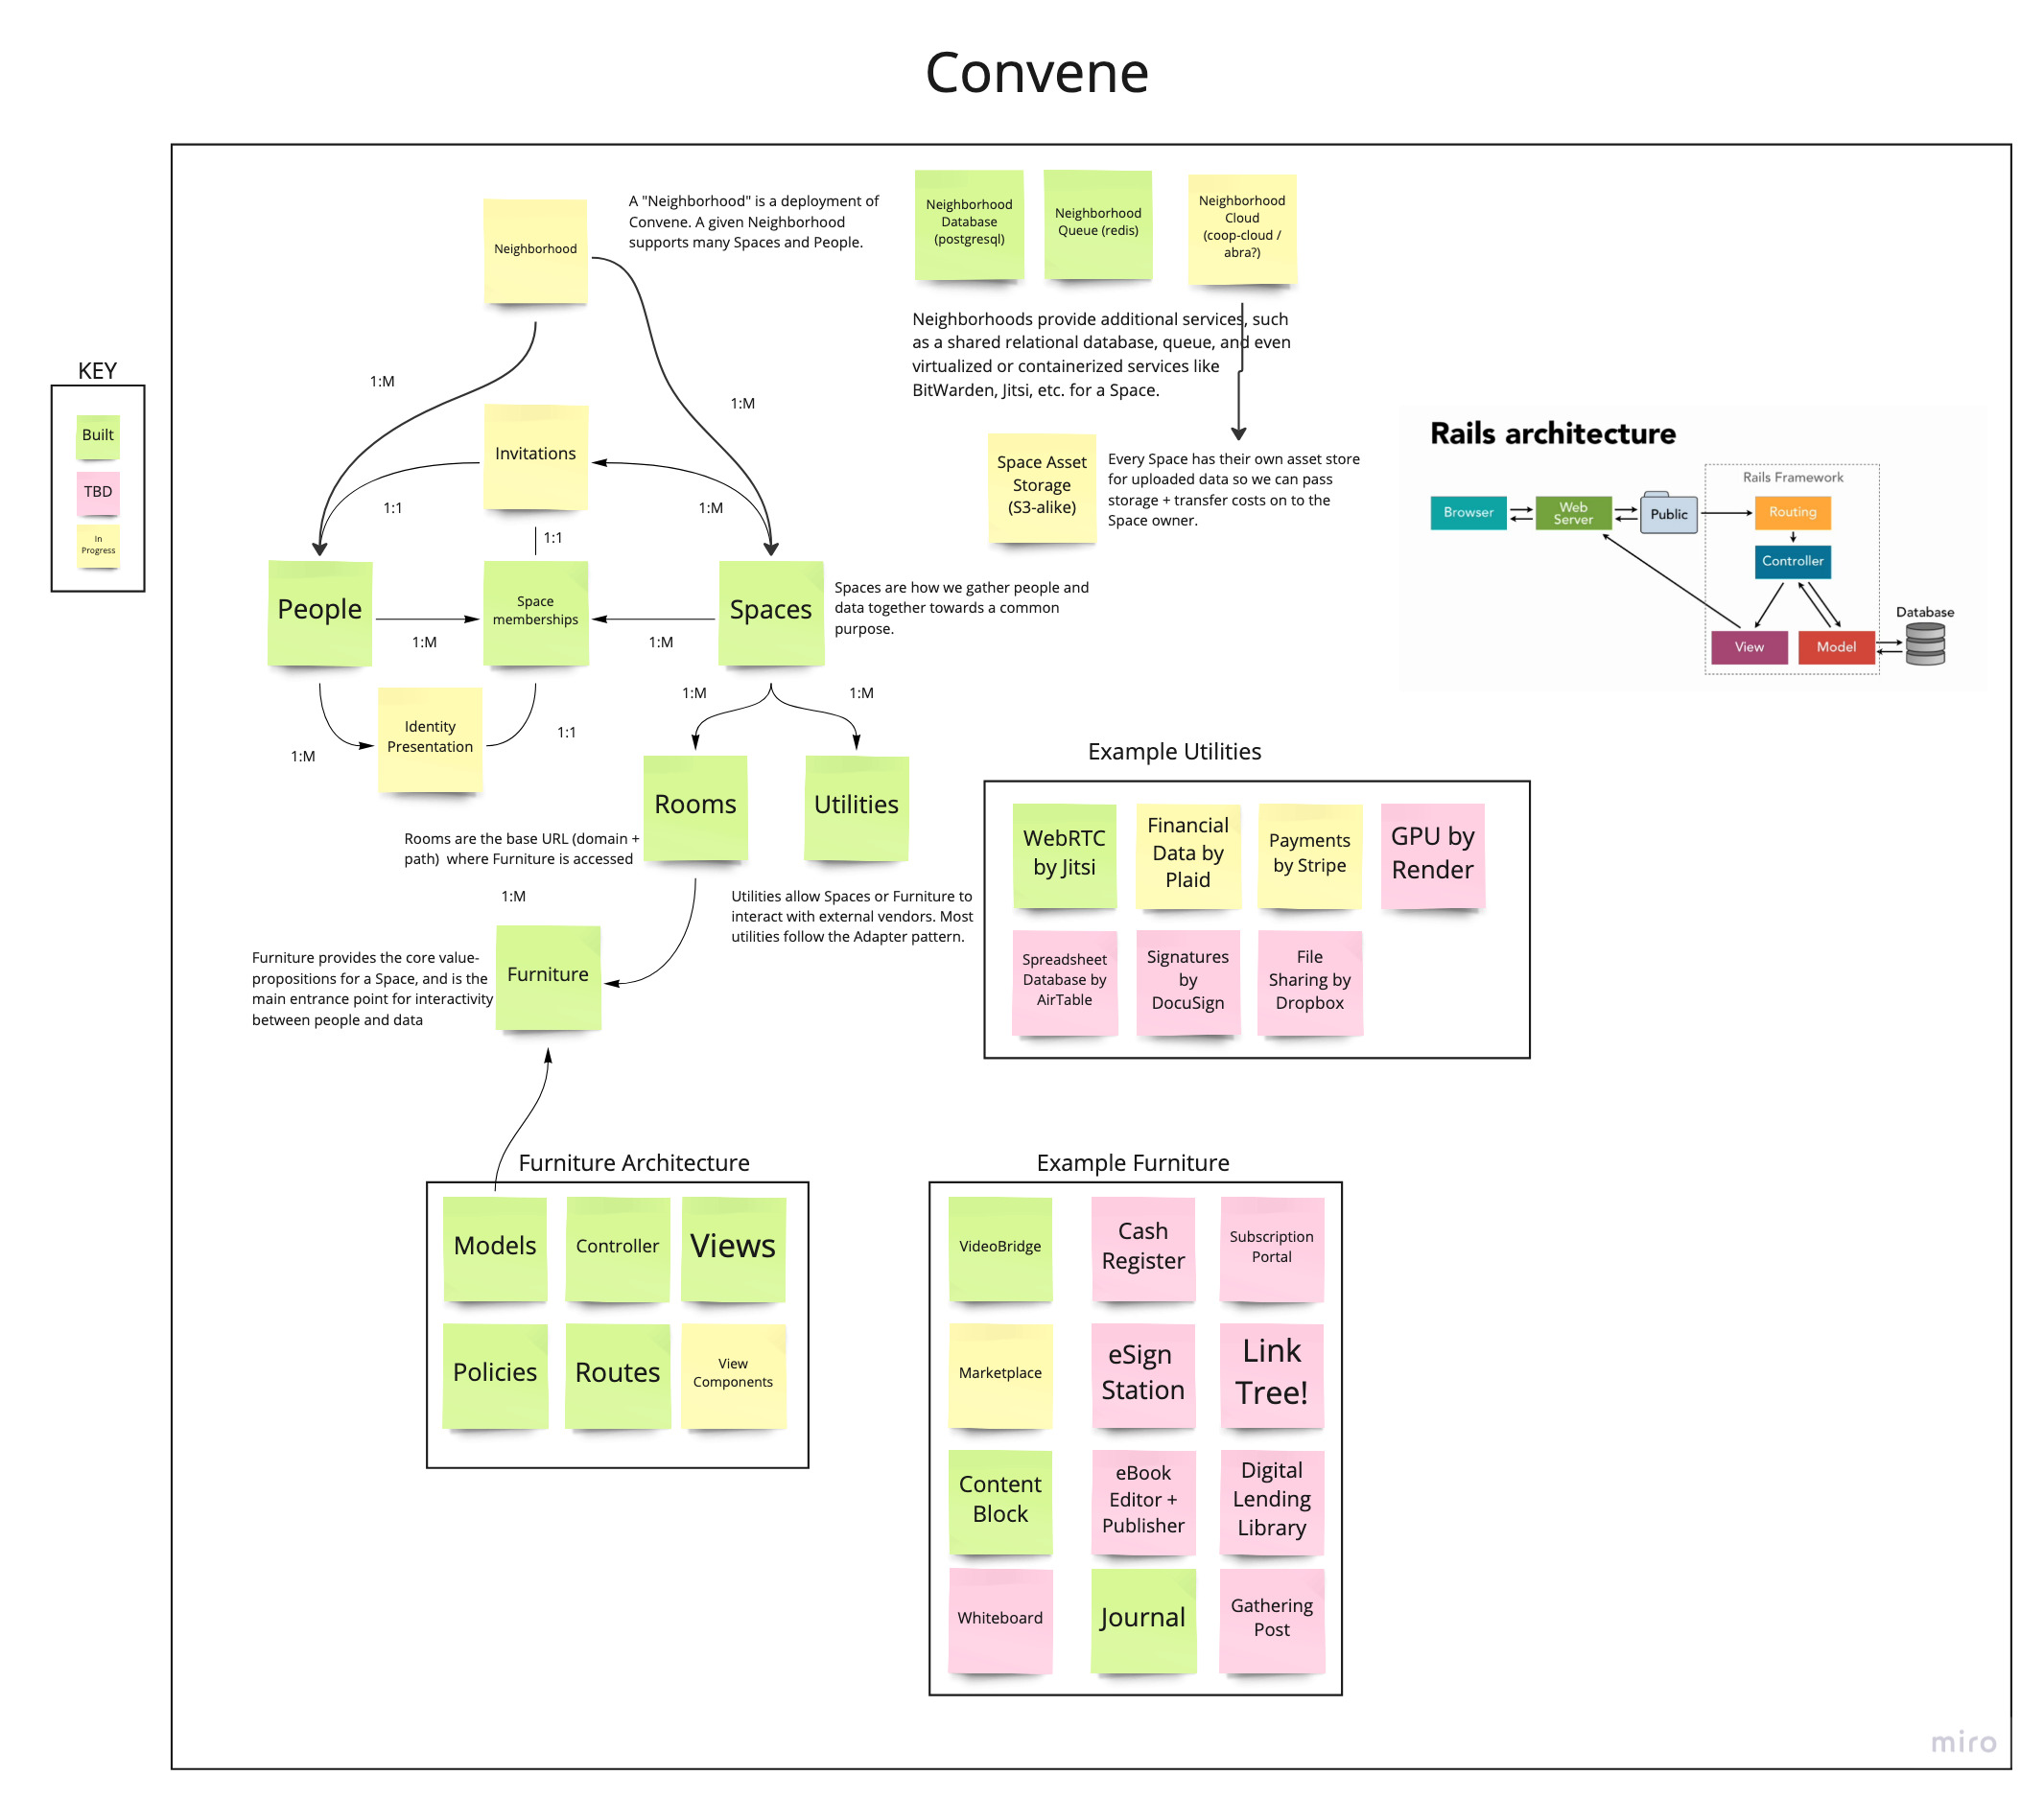 Convene
KEY
Built
TBD
In
Progress
Neighborhood
A "Neighborhood" is a deployment of
Convene. A given Neighborhood
supports many Spaces and People.
1:M
1:M
Invitations
1:1
1:M
1:1
People
Space
memberships
Spaces
1:M
1:M
Spaces are how we gather people and
data together towards a common
purpose.
Identity
Presentation
1:M
1:1
1:M
1:M
Rooms
Utilities
Rooms are the base URL (domain +
path)  where Furniture is accessed
1:M
Utilities allow Spaces or Furniture to
interact with external vendors. Most
utilities follow the Adapter pattern.
Furniture
Furniture provides the core value-
propositions for a Space, and is the
main entrance point for interactivity
between people and data
Neighborhood
Database
(postgresql)
Neighborhood
Queue (redis)
Neighborhood
Cloud
(coop-cloud /
abra?)
Neighborhoods provide additional services, such
as a shared relational database, queue, and even
virtualized or containerized services like
BitWarden, Jitsi, etc. for a Space.
Space Asset
Storage
(S3-alike)
Every Space has their own asset store
for uploaded data so we can pass
storage + transfer costs on to the
Space owner.
Rails architecture
Rails Framework
Browser
Web
Server
Public
Routing
Controller
View
Model
Database
Example Utilities
WebRTC
by Jitsi
Financial
Data by
Plaid
Payments
by Stripe
GPU by
Render
Spreadsheet
Database by
AirTable
Signatures
by
DocuSign
File
Sharing by
Dropbox
Furniture Architecture
Models
Controller
Views
Policies
Routes
View
Components
Example Furniture
VideoBridge
Cash
Register
Subscription
Portal
Marketplace
eSign
Station
Link
Tree!
Content
Block
eBook
Editor +
Publisher
Digital
Lending
Library
Whiteboard
Journal
Gathering
Post
miro